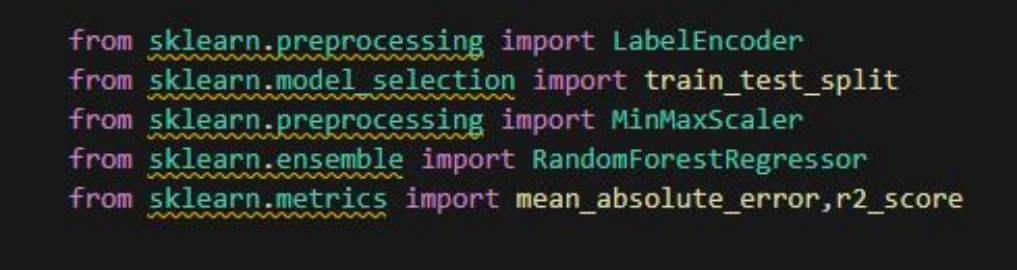 from sklearn.preprocessing import LabelEncoder
from sklearn.model_selection import train_test_split
from sklearn.preprocessing import MinMaxScaler
from sklearn.ensemble import RandomForestRegressor
from sklearn.metrics import mean_absolute_error,r2_score